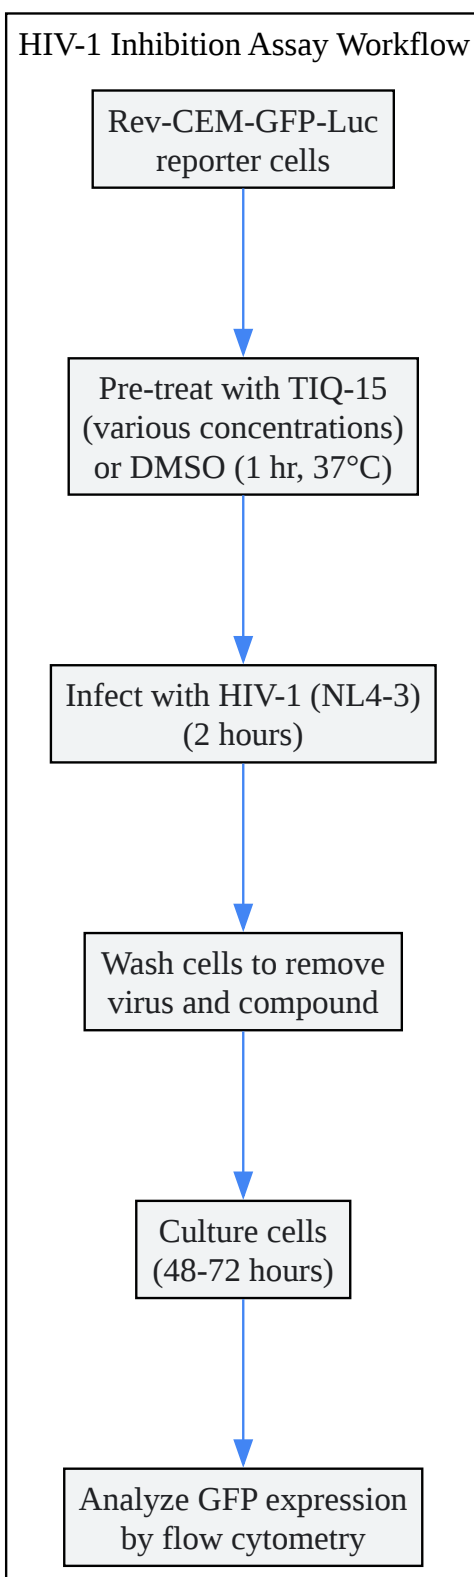 HIV-1 Inhibition Assay Workflow
Rev-CEM-GFP-Luc
reporter cells
Pre-treat with TIQ-15
(various concentrations)
or DMSO (1 hr, 37°C)
Infect with HIV-1 (NL4-3)
(2 hours)
Wash cells to remove
virus and compound
Culture cells
(48-72 hours)
Analyze GFP expression
by flow cytometry